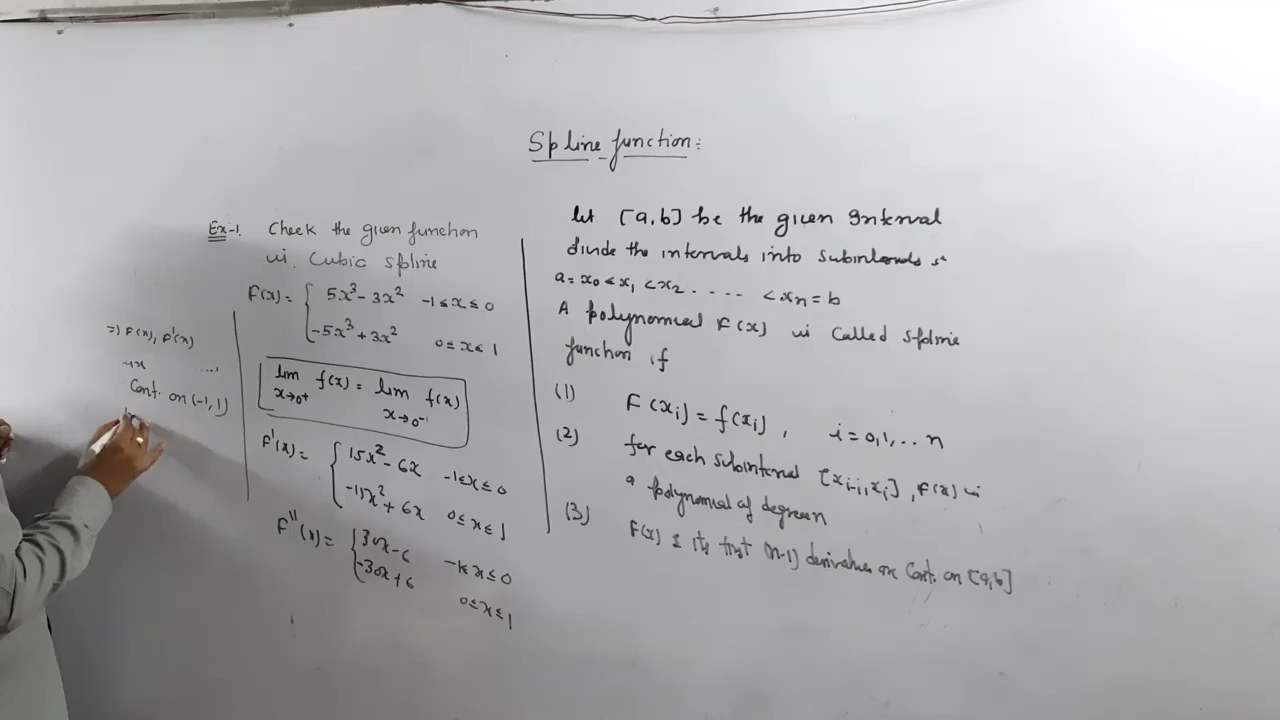 Spline function:
Ex-1. Check the given function
is Cubic spline
F(x) = { 5x³ - 3x² -1 ≤ x ≤ 0
-5x³ + 3x² 0 ≤ x ≤ 1
lim x→0⁺ f(x) = lim x→0⁻ f(x)
F'(x) = { 15x² - 6x -1 ≤ x ≤ 0
-15x² + 6x 0 ≤ x ≤ 1
F''(x) = { 30x - 6 -1 ≤ x ≤ 0
-30x + 6 0 ≤ x ≤ 1
⇒ F(x), F'(x)
Cont. on (-1, 1)
let [a, b] be the given Interval
divide the intervals into subintervals
a = x₀ < x₁ < x₂ . . . . . < xₙ = b
A polynomial F(x) is Called spline
function if
(1) F(xᵢ) = f(xᵢ), i = 0, 1, ... n
(2) for each subinterval [xᵢ₋₁, xᵢ], F(x) is
a polynomial of degree n
(3) F(x) & its first (n-1) derivatives are Cont. on [a, b]